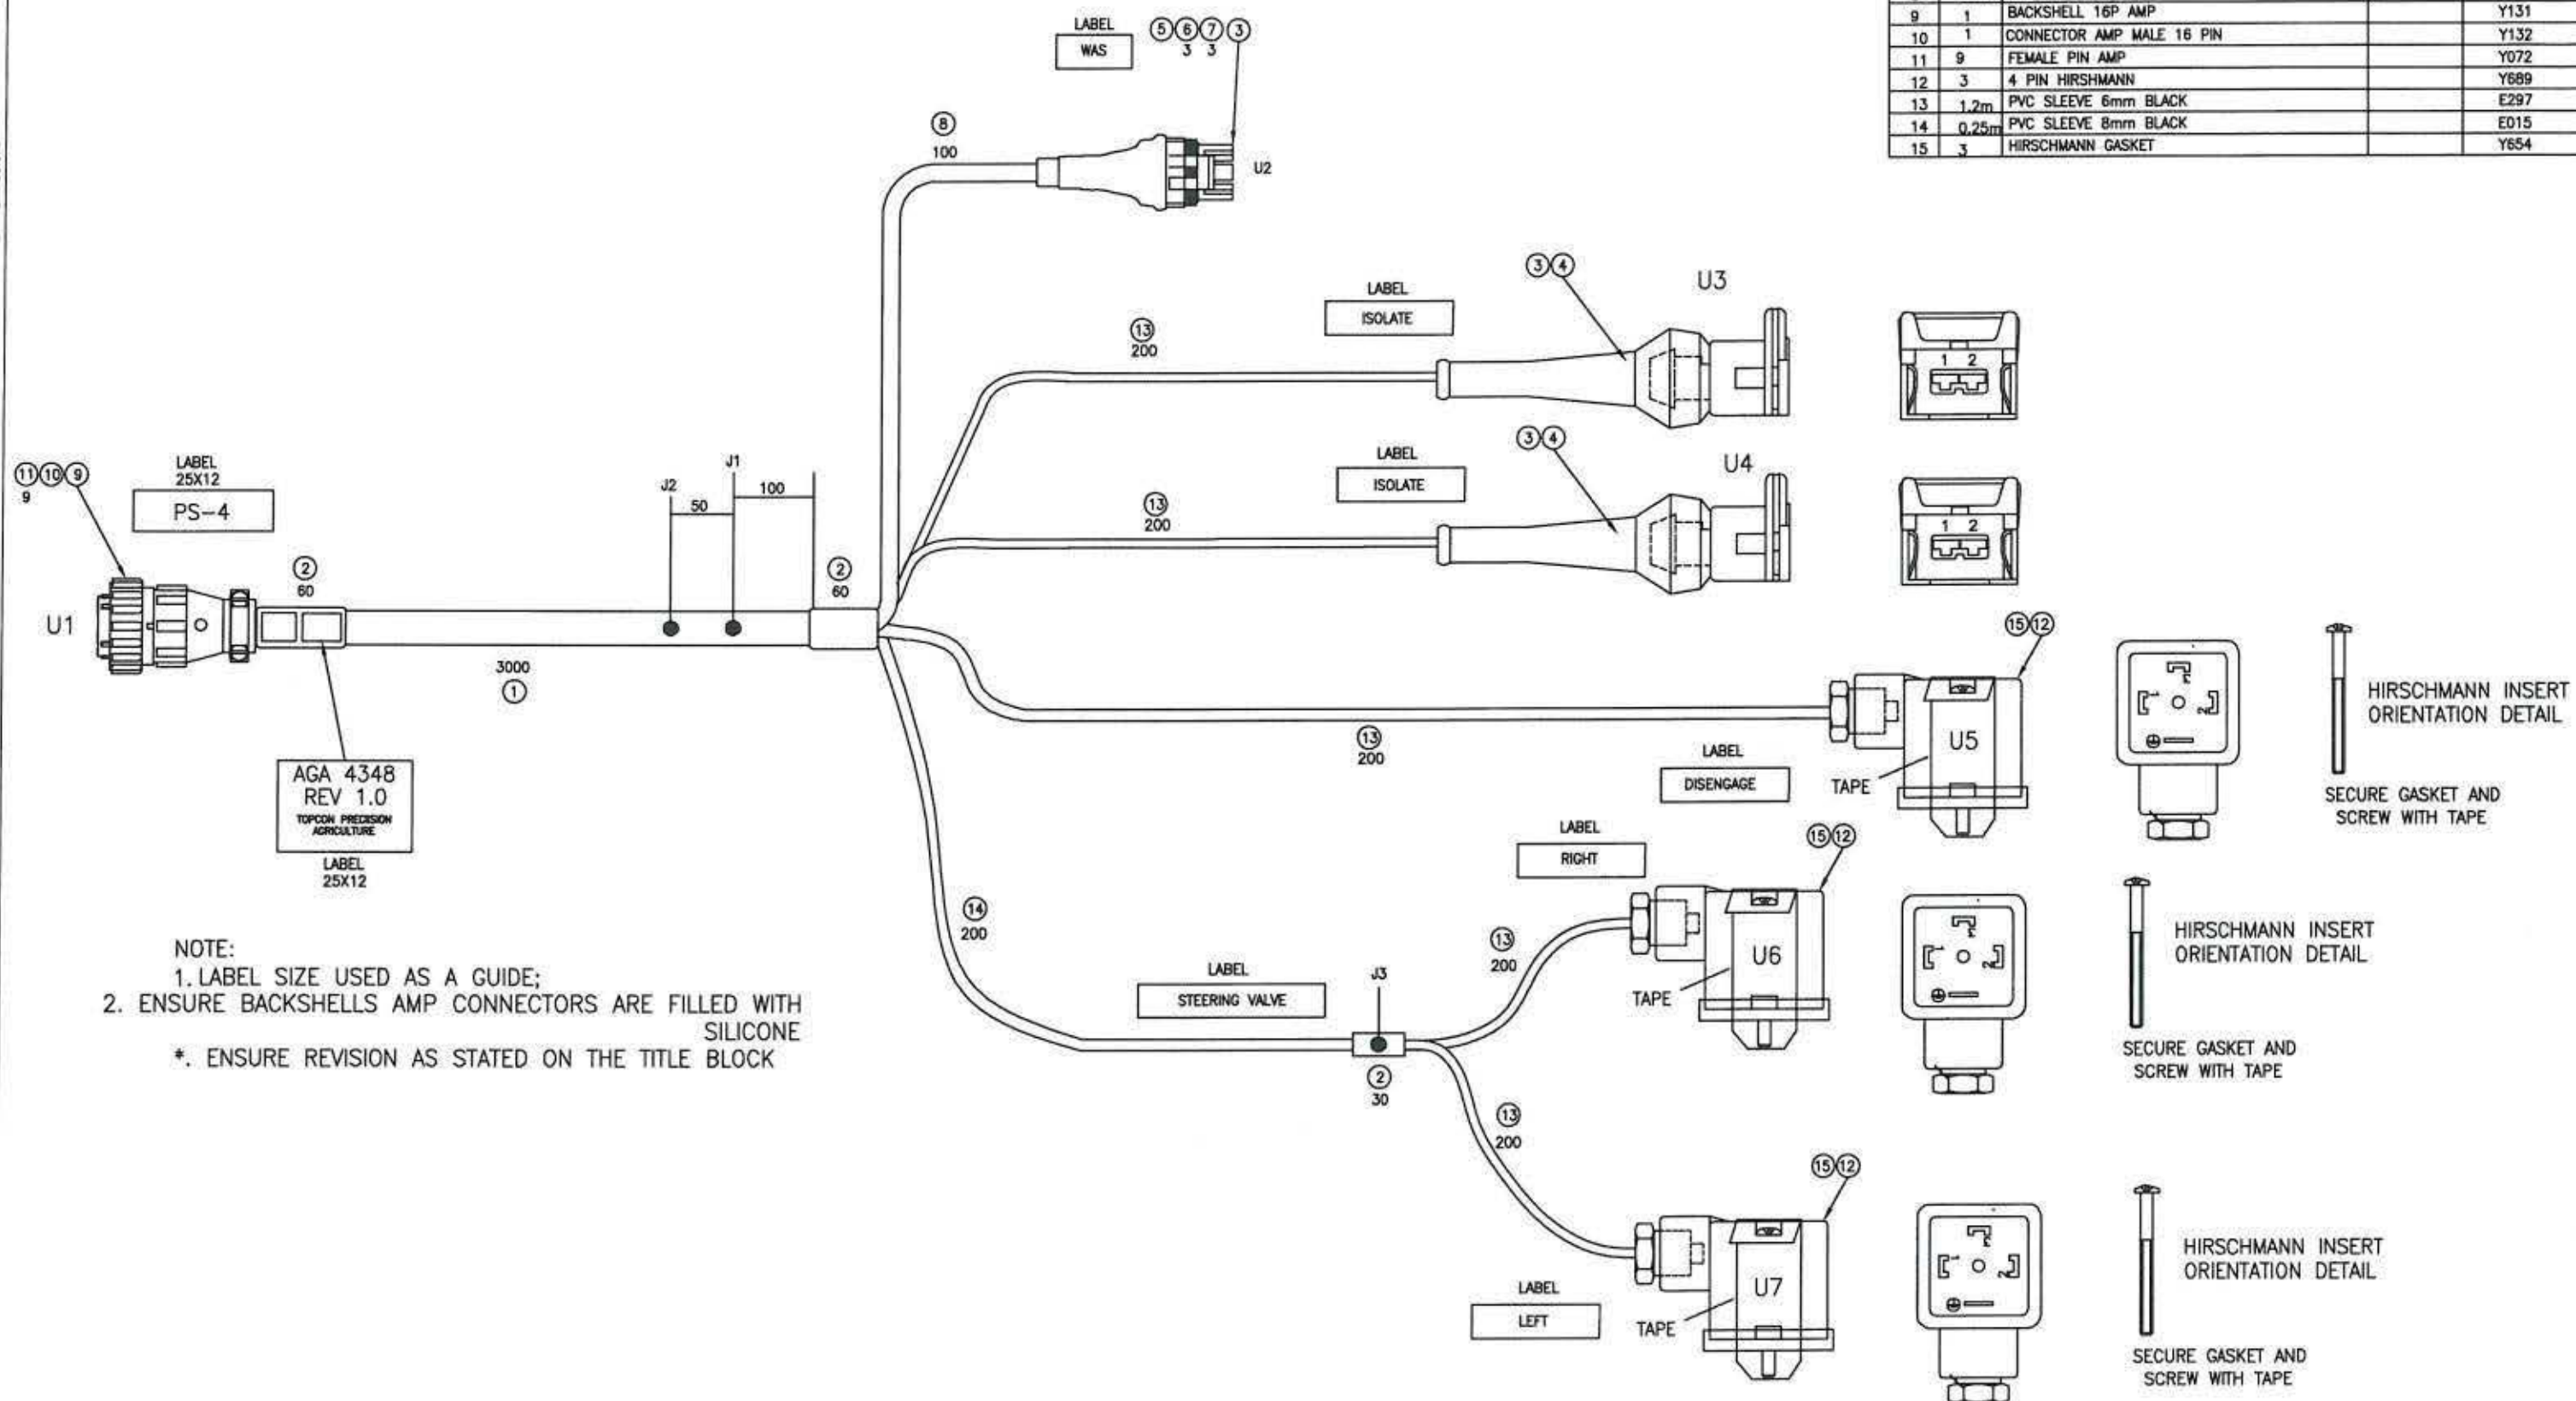 9 1 BACKSHELL 16P AMP Y131
10 1 CONNECTOR AMP MALE 16 PIN Y132
11 9 FEMALE PIN AMP Y072
12 3 4 PIN HIRSHMANN Y689
13 1.2m PVC SLEEVE 6mm BLACK E297
14 0.25m PVC SLEEVE 8mm BLACK E015
15 3 HIRSCHMANN GASKET Y654
LABEL
WAS
5 6 7 3
3 3
8
100
U2
3 4
U3
LABEL
ISOLATE
13
200
1 2
3 4
U4
LABEL
ISOLATE
13
200
1 2
11 10 9
9
LABEL
25X12
PS-4
J2
J1
50
100
2
60
2
60
U1
3000
1
AGA 4348
REV 1.0
TOPCON PRECISION
AGRICULTURE
LABEL
25X12
15 12
U5
13
200
LABEL
DISENGAGE
TAPE
1 2 3
HIRSCHMANN INSERT
ORIENTATION DETAIL
SECURE GASKET AND
SCREW WITH TAPE
LABEL
RIGHT
15 12
14
200
13
200
U6
TAPE
1 2 3
HIRSCHMANN INSERT
ORIENTATION DETAIL
SECURE GASKET AND
SCREW WITH TAPE
LABEL
STEERING VALVE
J3
2
30
NOTE:
1. LABEL SIZE USED AS A GUIDE;
2. ENSURE BACKSHELLS AMP CONNECTORS ARE FILLED WITH
SILICONE
*. ENSURE REVISION AS STATED ON THE TITLE BLOCK
13
200
15 12
LABEL
LEFT
U7
TAPE
1 2 3
HIRSCHMANN INSERT
ORIENTATION DETAIL
SECURE GASKET AND
SCREW WITH TAPE